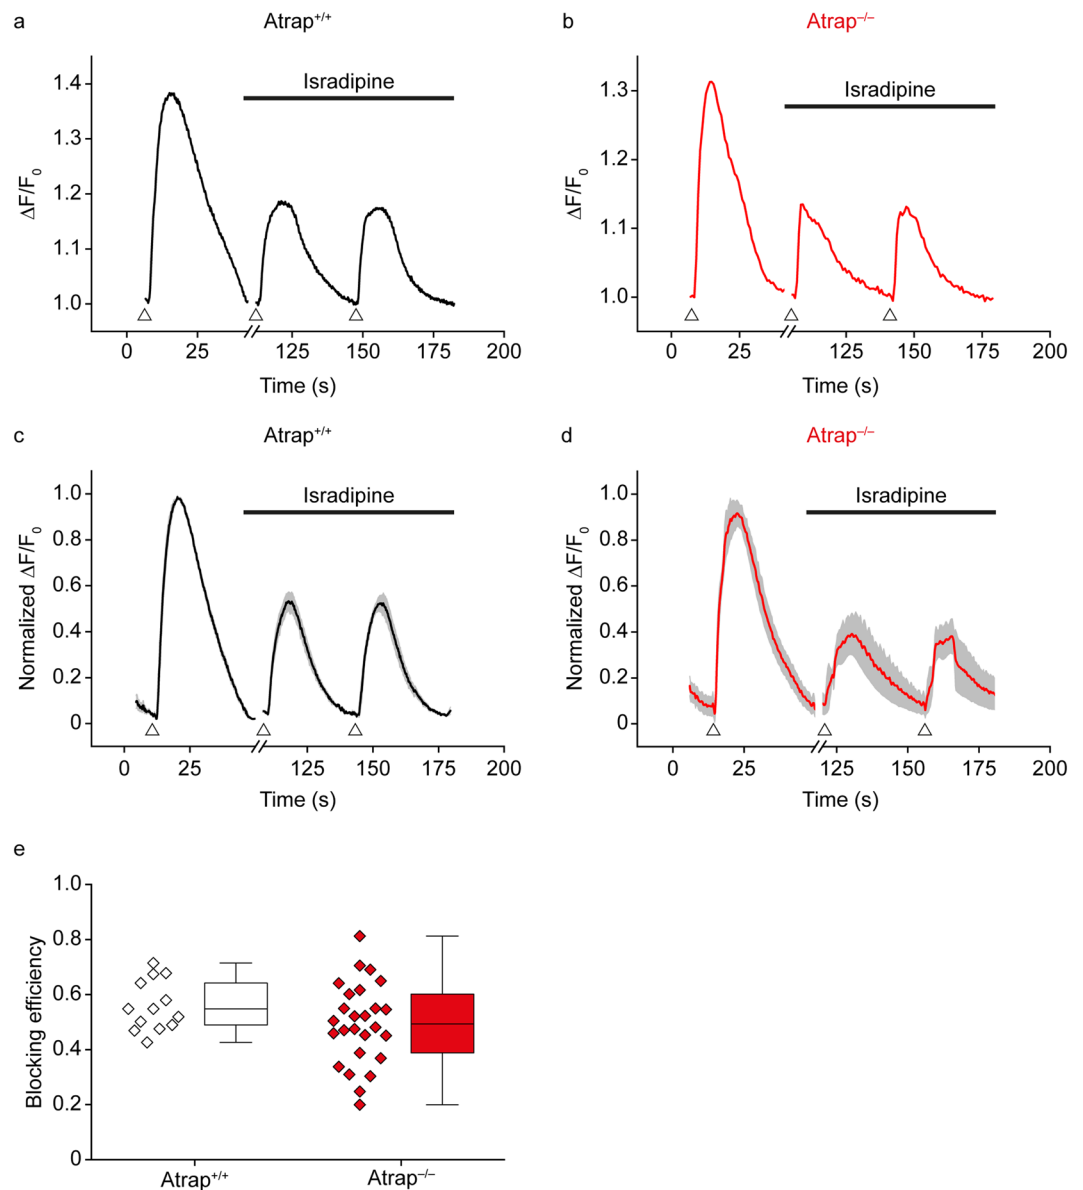 a
Atrap+/+
Isradipine
ΔF/F0
1.4
1.3
1.2
1.1
1.0
0 25 125 150 175 200
Time (s)
b
Atrap–/–
Isradipine
ΔF/F0
1.3
1.2
1.1
1.0
0 25 125 150 175 200
Time (s)
c
Atrap+/+
Isradipine
Normalized ΔF/F0
1.0
0.8
0.6
0.4
0.2
0
0 25 125 150 175 200
Time (s)
d
Atrap–/–
Isradipine
Normalized ΔF/F0
1.0
0.8
0.6
0.4
0.2
0
0 25 125 150 175 200
Time (s)
e
Blocking efficiency
1.0
0.8
0.6
0.4
0.2
0
Atrap+/+ Atrap–/–